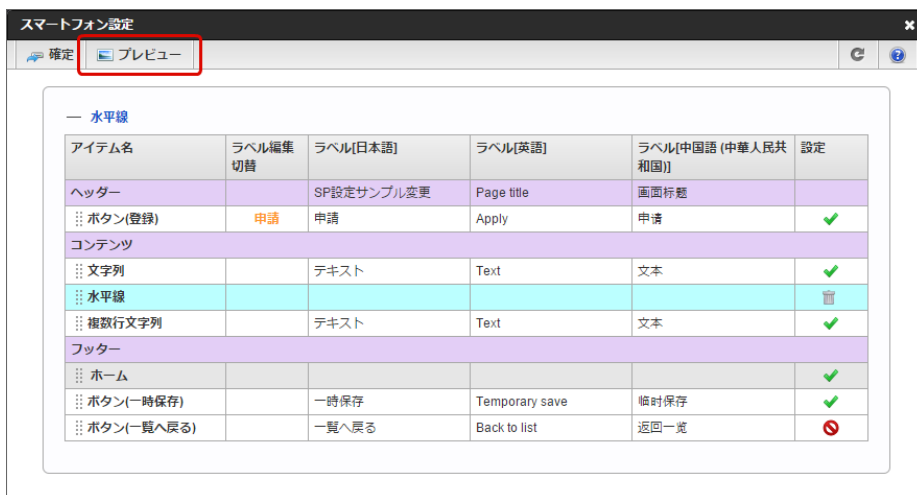 スマートフォン設定
確定 プレビュー
水平線
アイテム名 ラベル編集切替 ラベル[日本語] ラベル[英語] ラベル[中国語 (中華人民共和国)] 設定
ヘッダー SP設定サンプル変更 Page title 画面标题
ボタン(登録) 申請 申請 Apply 申请
コンテンツ
文字列 テキスト Text 文本
水平線
複数行文字列 テキスト Text 文本
フッター
ホーム
ボタン(一時保存) 一時保存 Temporary save 临时保存
ボタン(一覧へ戻る) 一覧へ戻る Back to list 返回一览